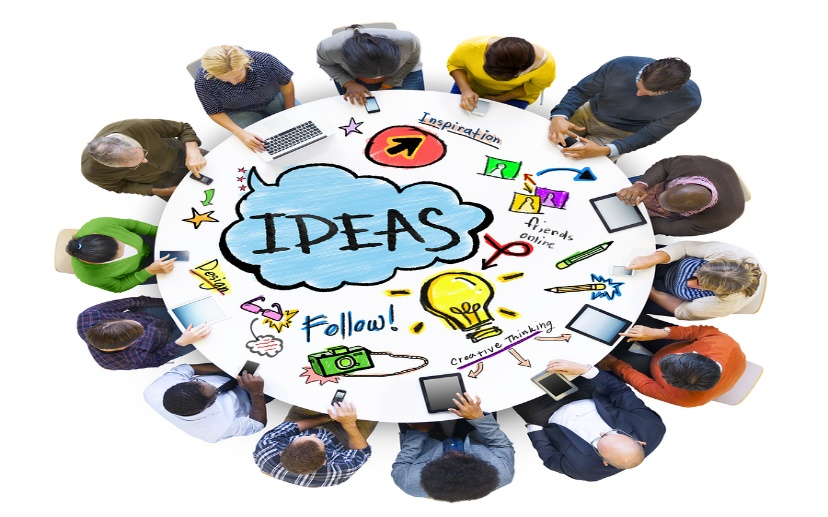 Inspiration
IDEAS
friends
online
Design
Follow!
Creative Thinking